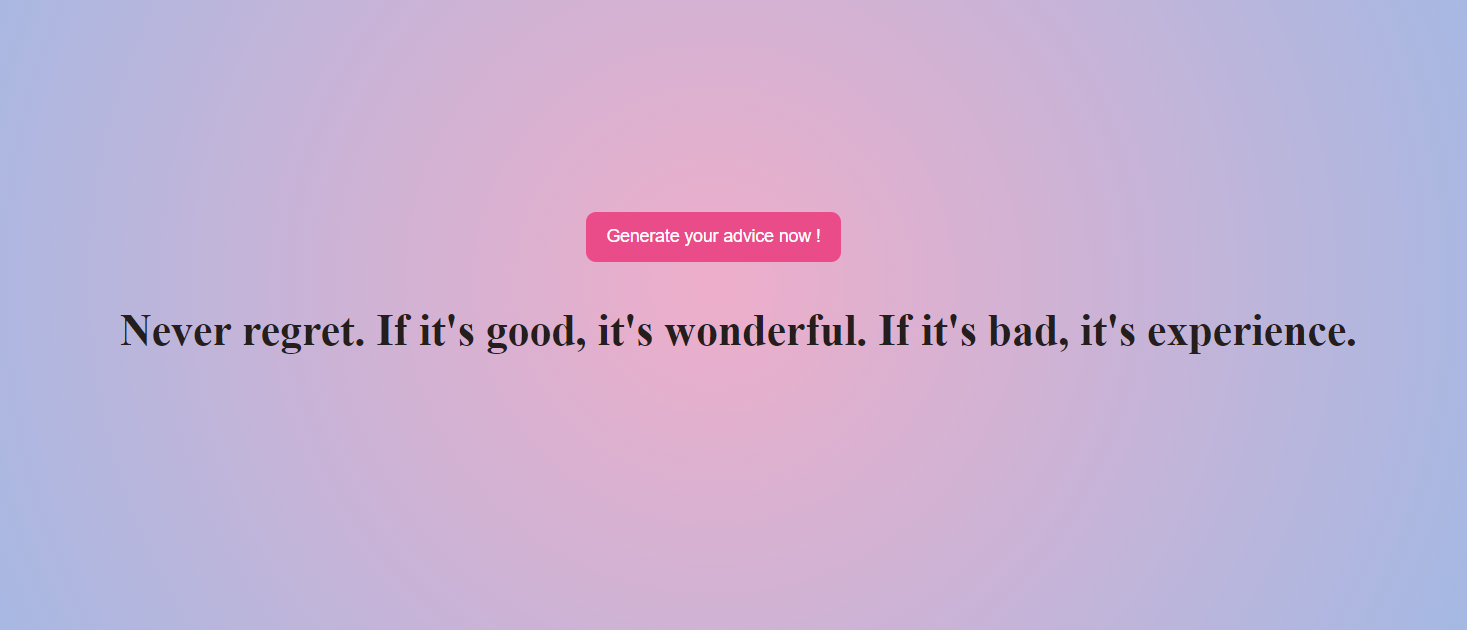 Generate your advice now !
Never regret. If it's good, it's wonderful. If it's bad, it's experience.